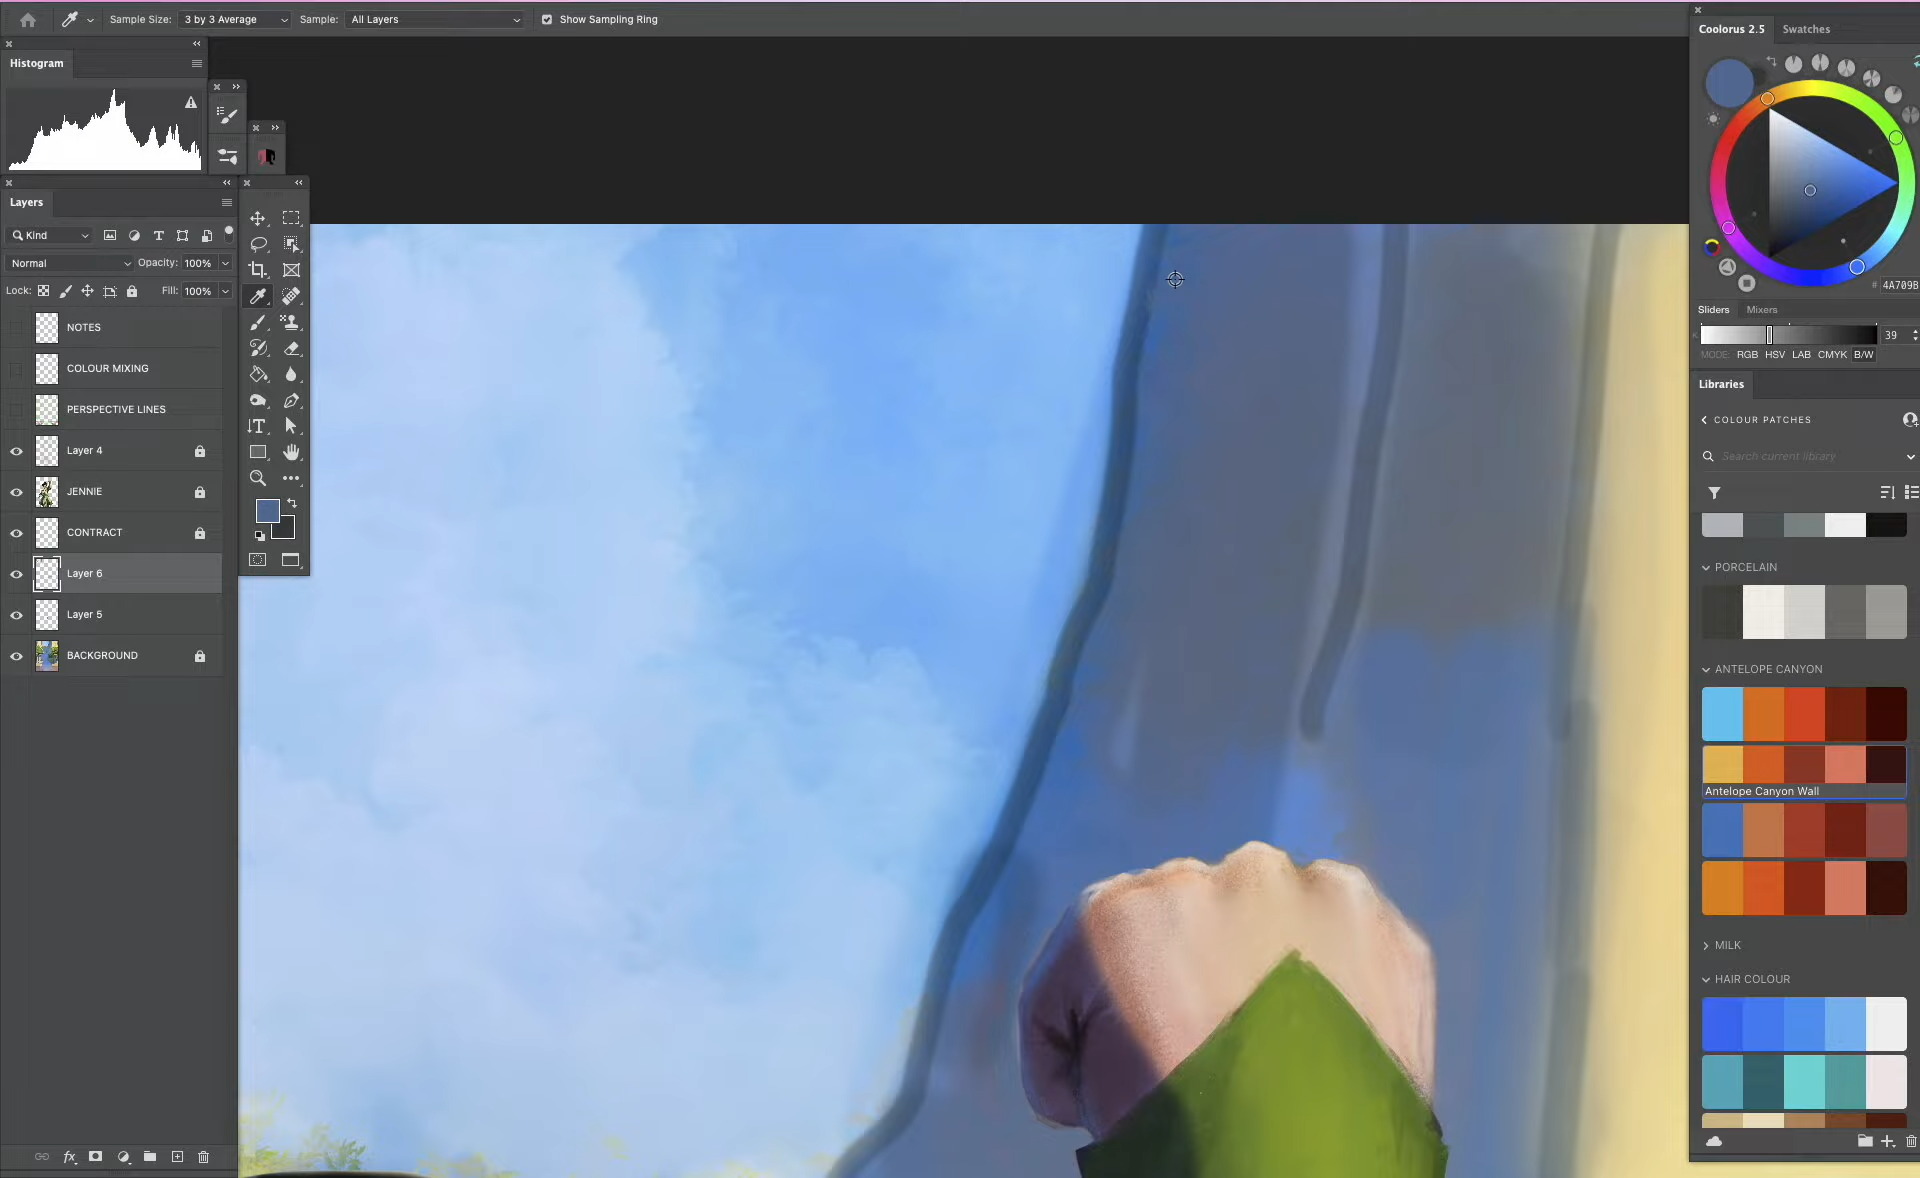 Sample Size: 3 by 3 Average Sample: All Layers Show Sampling Ring
Histogram
Layers
Kind
Normal Opacity: 100%
Lock: Fill: 100%
NOTES
COLOUR MIXING
PERSPECTIVE LINES
Layer 4
JENNIE
CONTRACT
Layer 6
Layer 5
BACKGROUND
fx
Coolorus 2.5 Swatches
# 4A709B
Sliders Mixers
K 39
MODE: RGB HSV LAB CMYK B/W
Libraries
COLOUR PATCHES
Search current library
PORCELAIN
ANTELOPE CANYON
Antelope Canyon Wall
MILK
HAIR COLOUR